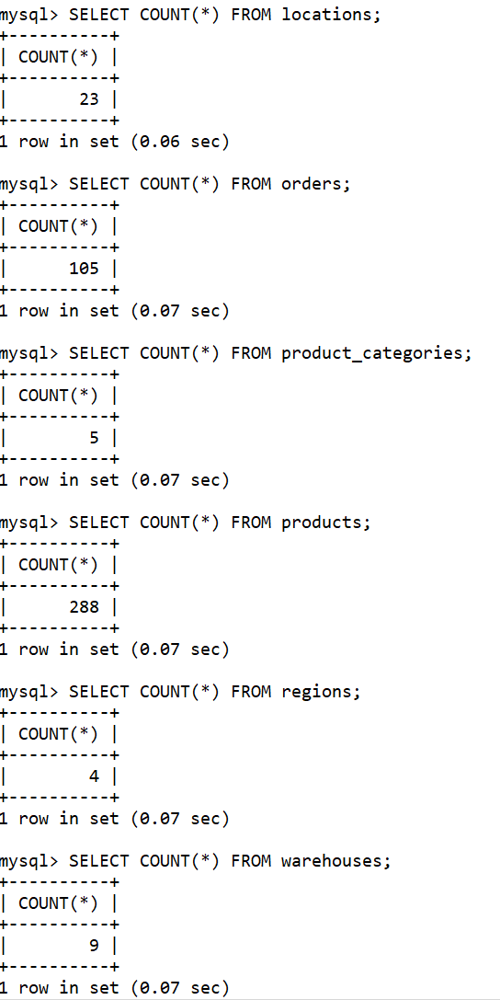 mysql> SELECT COUNT(*) FROM locations;
+----------+
| COUNT(*) |
+----------+
|       23 |
+----------+
1 row in set (0.06 sec)
mysql> SELECT COUNT(*) FROM orders;
+----------+
| COUNT(*) |
+----------+
|      105 |
+----------+
1 row in set (0.07 sec)
mysql> SELECT COUNT(*) FROM product_categories;
+----------+
| COUNT(*) |
+----------+
|        5 |
+----------+
1 row in set (0.07 sec)
mysql> SELECT COUNT(*) FROM products;
+----------+
| COUNT(*) |
+----------+
|      288 |
+----------+
1 row in set (0.07 sec)
mysql> SELECT COUNT(*) FROM regions;
+----------+
| COUNT(*) |
+----------+
|        4 |
+----------+
1 row in set (0.07 sec)
mysql> SELECT COUNT(*) FROM warehouses;
+----------+
| COUNT(*) |
+----------+
|        9 |
+----------+
1 row in set (0.07 sec)